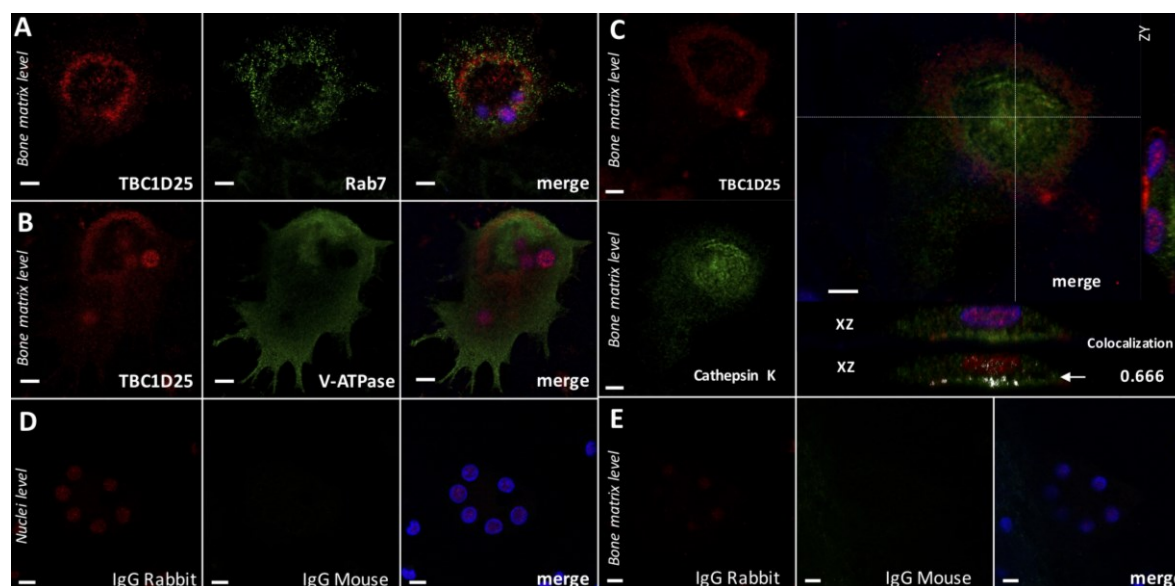 A
Bone matrix level
TBC1D25
Rab7
merge
B
Bone matrix level
TBC1D25
V-ATPase
merge
C
Bone matrix level
TBC1D25
Bone matrix level
Cathepsin K
ZY
merge
XZ
Colocalization
XZ
0.666
D
Nuclei level
IgG Rabbit
IgG Mouse
merge
E
Bone matrix level
IgG Rabbit
IgG Mouse
merg